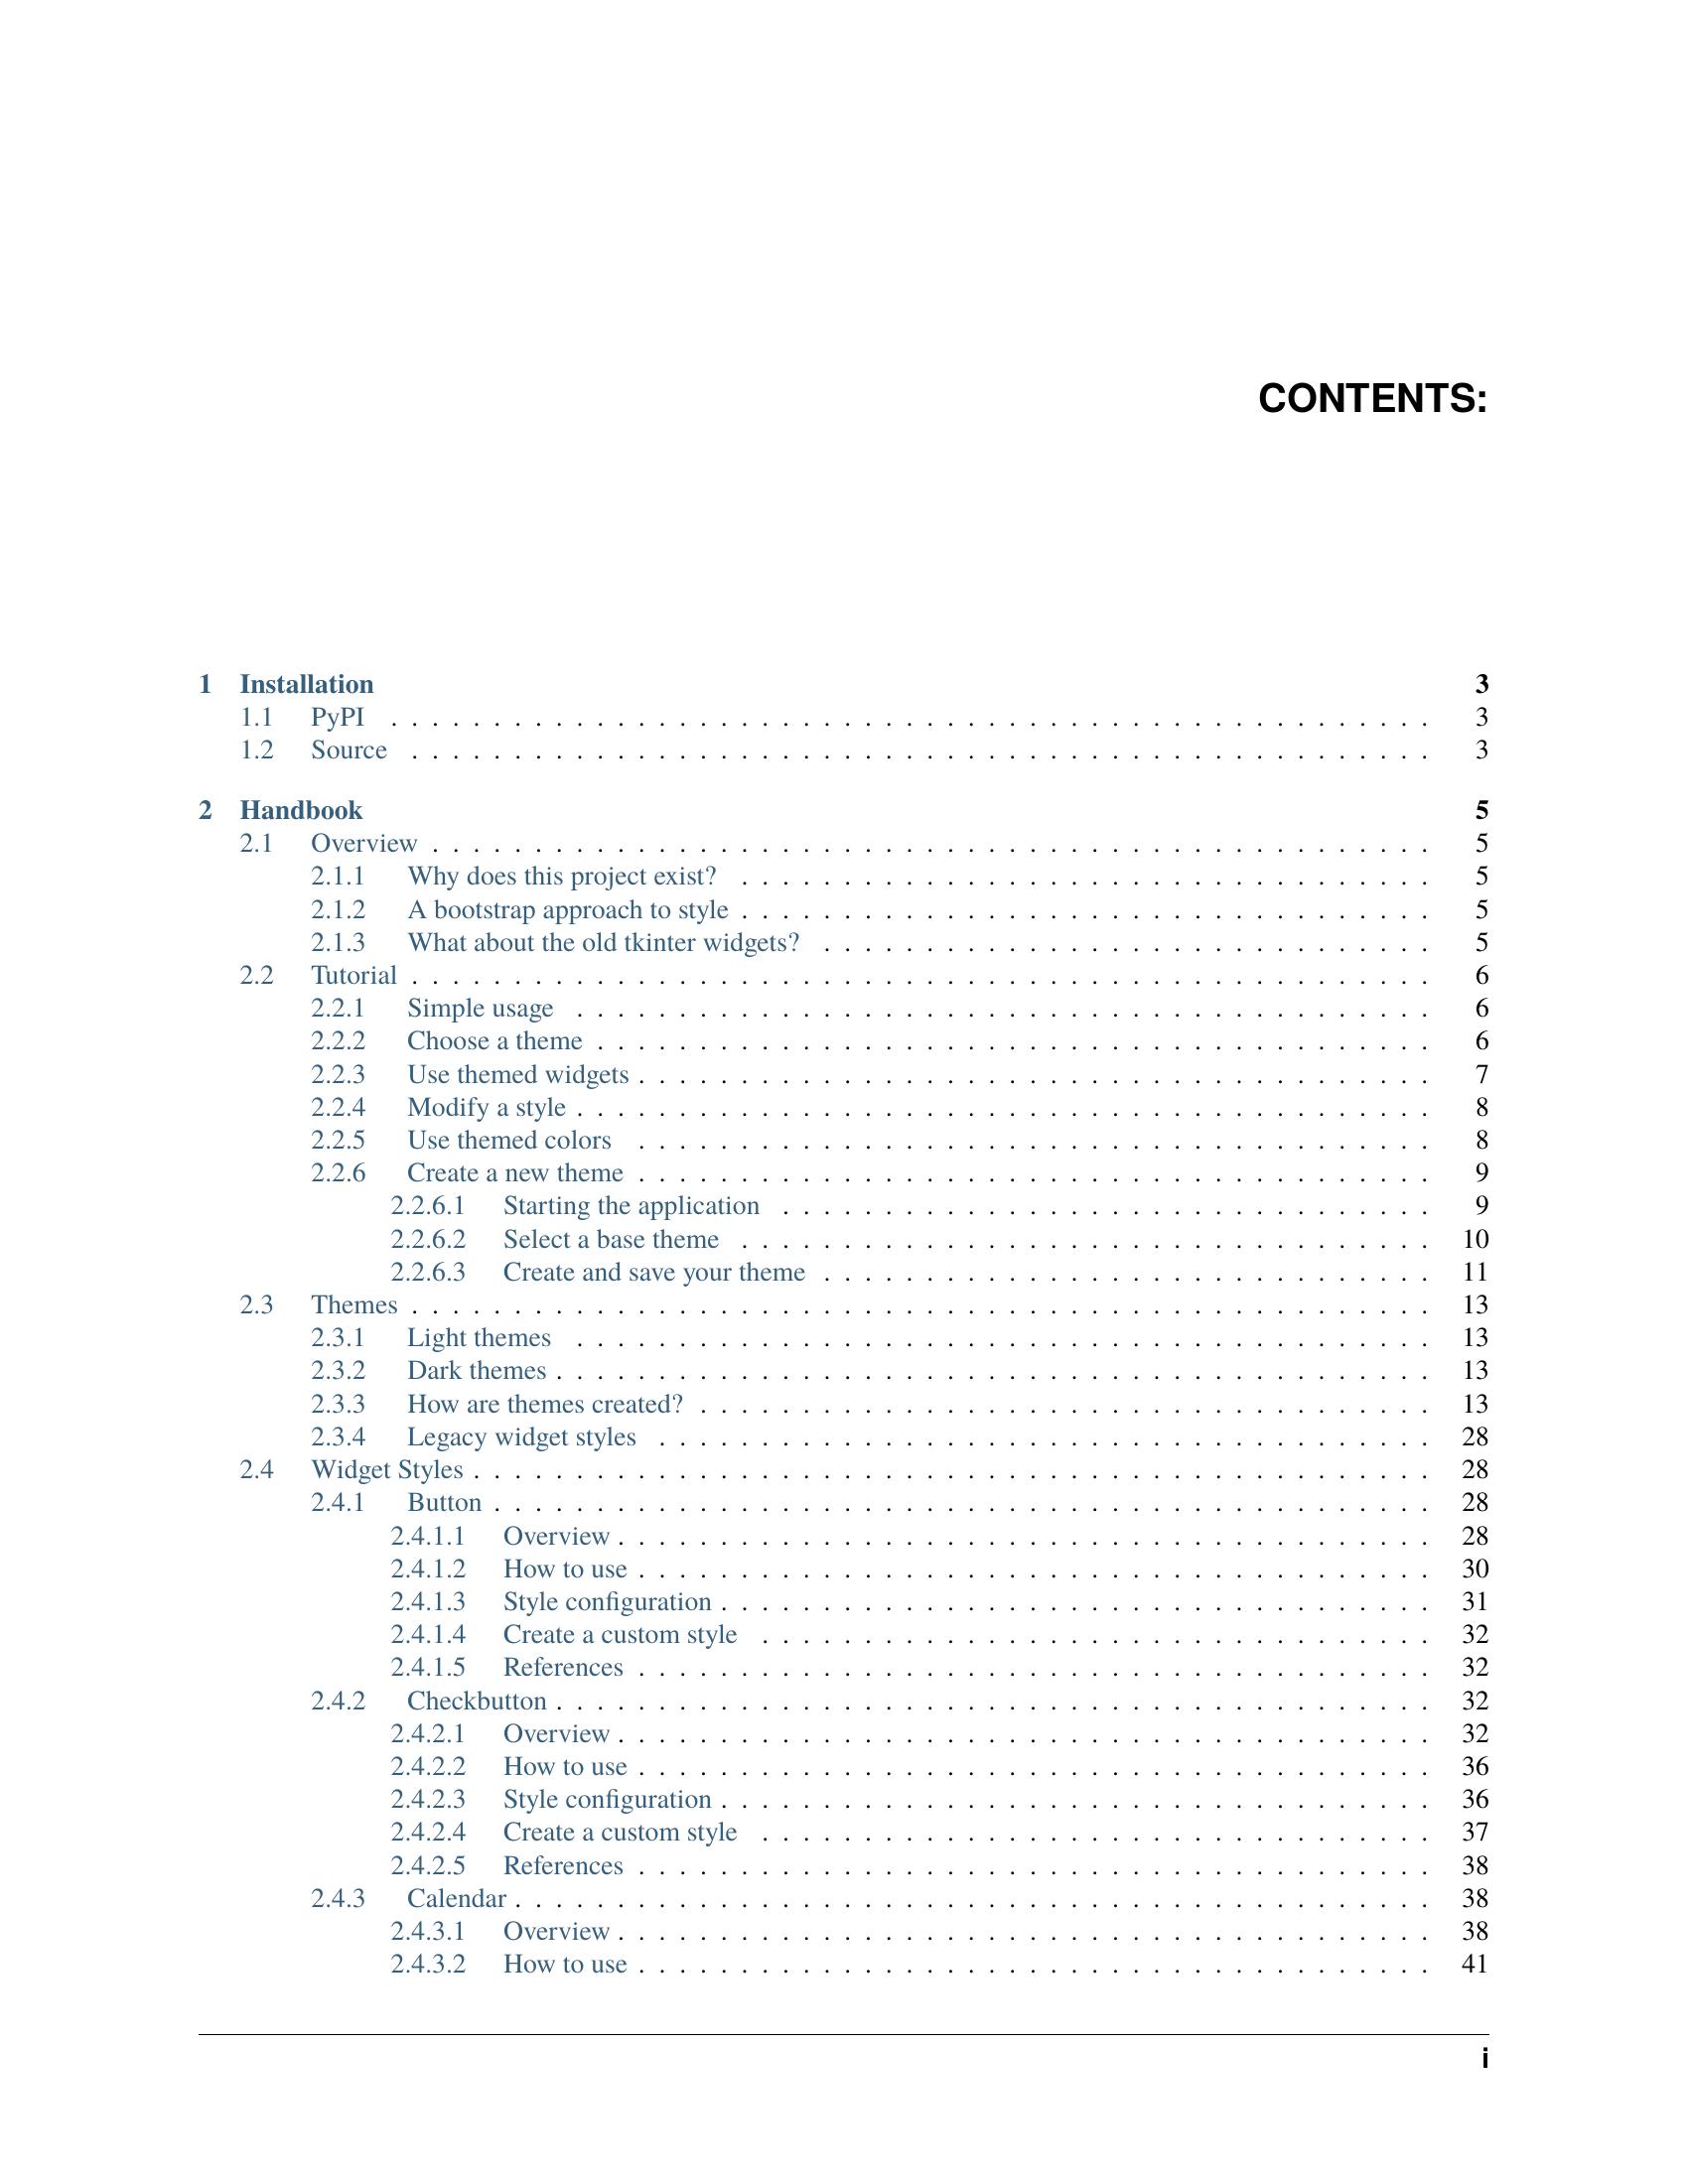 CONTENTS:
1 Installation 3
1.1 PyPI . . . . . . . . . . . . . . . . . . . . . . . . . . . . . . . . . . . . . . . . . . . . . . . . . . . 3
1.2 Source . . . . . . . . . . . . . . . . . . . . . . . . . . . . . . . . . . . . . . . . . . . . . . . . . . 3
2 Handbook 5
2.1 Overview . . . . . . . . . . . . . . . . . . . . . . . . . . . . . . . . . . . . . . . . . . . . . . . . . 5
2.1.1 Why does this project exist? . . . . . . . . . . . . . . . . . . . . . . . . . . . . . . . . . . 5
2.1.2 A bootstrap approach to style . . . . . . . . . . . . . . . . . . . . . . . . . . . . . . . . . . 5
2.1.3 What about the old tkinter widgets? . . . . . . . . . . . . . . . . . . . . . . . . . . . . . . 5
2.2 Tutorial . . . . . . . . . . . . . . . . . . . . . . . . . . . . . . . . . . . . . . . . . . . . . . . . . . 6
2.2.1 Simple usage . . . . . . . . . . . . . . . . . . . . . . . . . . . . . . . . . . . . . . . . . . 6
2.2.2 Choose a theme . . . . . . . . . . . . . . . . . . . . . . . . . . . . . . . . . . . . . . . . . 6
2.2.3 Use themed widgets . . . . . . . . . . . . . . . . . . . . . . . . . . . . . . . . . . . . . . . 7
2.2.4 Modify a style . . . . . . . . . . . . . . . . . . . . . . . . . . . . . . . . . . . . . . . . . . 8
2.2.5 Use themed colors . . . . . . . . . . . . . . . . . . . . . . . . . . . . . . . . . . . . . . . 8
2.2.6 Create a new theme . . . . . . . . . . . . . . . . . . . . . . . . . . . . . . . . . . . . . . . 9
2.2.6.1 Starting the application . . . . . . . . . . . . . . . . . . . . . . . . . . . . . . . . 9
2.2.6.2 Select a base theme . . . . . . . . . . . . . . . . . . . . . . . . . . . . . . . . . . 10
2.2.6.3 Create and save your theme . . . . . . . . . . . . . . . . . . . . . . . . . . . . . . 11
2.3 Themes . . . . . . . . . . . . . . . . . . . . . . . . . . . . . . . . . . . . . . . . . . . . . . . . . . 13
2.3.1 Light themes . . . . . . . . . . . . . . . . . . . . . . . . . . . . . . . . . . . . . . . . . . 13
2.3.2 Dark themes . . . . . . . . . . . . . . . . . . . . . . . . . . . . . . . . . . . . . . . . . . . 13
2.3.3 How are themes created? . . . . . . . . . . . . . . . . . . . . . . . . . . . . . . . . . . . . 13
2.3.4 Legacy widget styles . . . . . . . . . . . . . . . . . . . . . . . . . . . . . . . . . . . . . . 28
2.4 Widget Styles . . . . . . . . . . . . . . . . . . . . . . . . . . . . . . . . . . . . . . . . . . . . . . . 28
2.4.1 Button . . . . . . . . . . . . . . . . . . . . . . . . . . . . . . . . . . . . . . . . . . . . . . 28
2.4.1.1 Overview . . . . . . . . . . . . . . . . . . . . . . . . . . . . . . . . . . . . . . . . 28
2.4.1.2 How to use . . . . . . . . . . . . . . . . . . . . . . . . . . . . . . . . . . . . . . . 30
2.4.1.3 Style configuration . . . . . . . . . . . . . . . . . . . . . . . . . . . . . . . . . . . 31
2.4.1.4 Create a custom style . . . . . . . . . . . . . . . . . . . . . . . . . . . . . . . . . 32
2.4.1.5 References . . . . . . . . . . . . . . . . . . . . . . . . . . . . . . . . . . . . . . . 32
2.4.2 Checkbutton . . . . . . . . . . . . . . . . . . . . . . . . . . . . . . . . . . . . . . . . . . . 32
2.4.2.1 Overview . . . . . . . . . . . . . . . . . . . . . . . . . . . . . . . . . . . . . . . . 32
2.4.2.2 How to use . . . . . . . . . . . . . . . . . . . . . . . . . . . . . . . . . . . . . . . 36
2.4.2.3 Style configuration . . . . . . . . . . . . . . . . . . . . . . . . . . . . . . . . . . . 36
2.4.2.4 Create a custom style . . . . . . . . . . . . . . . . . . . . . . . . . . . . . . . . . 37
2.4.2.5 References . . . . . . . . . . . . . . . . . . . . . . . . . . . . . . . . . . . . . . . 38
2.4.3 Calendar . . . . . . . . . . . . . . . . . . . . . . . . . . . . . . . . . . . . . . . . . . . . . 38
2.4.3.1 Overview . . . . . . . . . . . . . . . . . . . . . . . . . . . . . . . . . . . . . . . . 38
2.4.3.2 How to use . . . . . . . . . . . . . . . . . . . . . . . . . . . . . . . . . . . . . . . 41
i